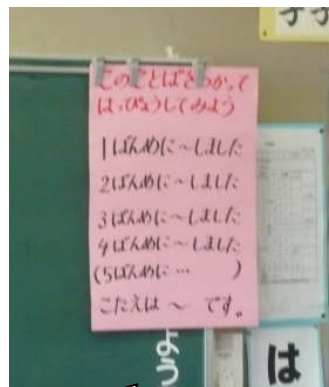 このことばをつかって
はっぴょうしてみよう
1ばんめに～しました
2ばんめに～しました
3ばんめに～しました
4ばんめに～しました
(5ばんめに… )
こたえは ～ です。
は